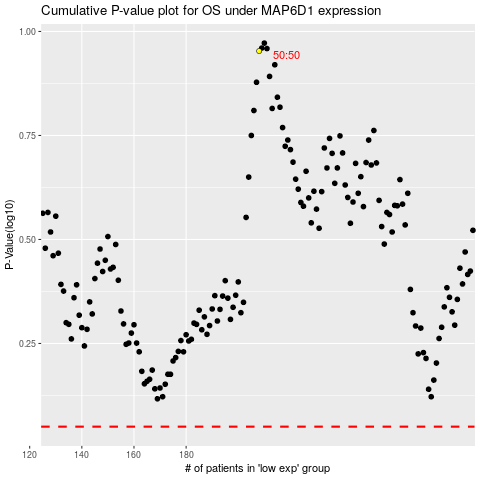 Cumulative P-value plot for OS under MAP6D1 expression
1.00
50:50
0.75
P-Value(log10)
0.50
0.25
120 140 160 180
# of patients in 'low exp' group